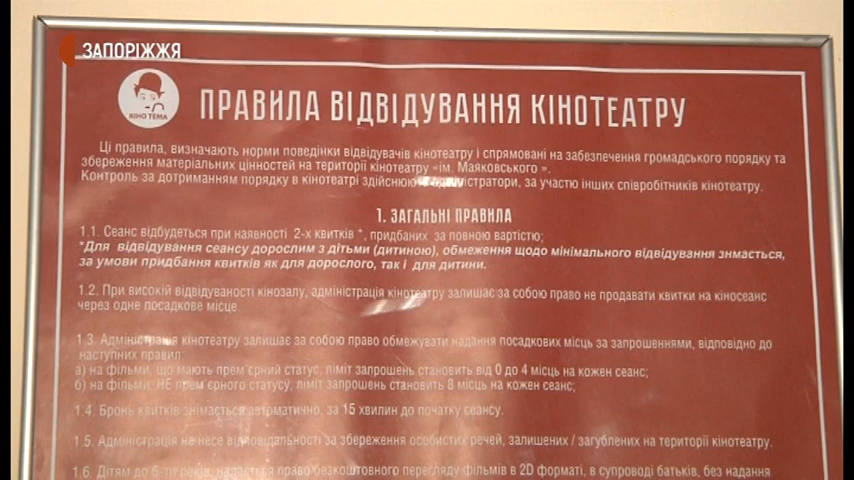 ЗАПОРІЖЖЯ
КІНО ТЕМА
ПРАВИЛА ВІДВІДУВАННЯ КІНОТЕАТРУ
Ці правила, визначають норми поведінки відвідувачів кінотеатру і спрямовані на забезпечення громадського порядку та
збереження матеріальних цінностей на території кінотеатру «ім. Маяковського ».
Контроль за дотриманням порядку в кінотеатрі здійснюють адміністратори, за участю інших співробітників кінотеатру.
1. ЗАГАЛЬНІ ПРАВИЛА
1.1. Сеанс відбудеться при наявності 2-х квитків *, придбаних за повною вартістю;
*Для відвідування сеансу дорослим з дітьми (дитиною), обмеження щодо мінімального відвідування знмається,
за умови придбання квитків як для дорослого, так і для дитини.
1.2. При високій відвідуваності кінозалу, адміністрація кінотеатру залишає за собою право не продавати квитки на кіносеанс
через одне посадкове місце.
1.3. Адміністрація кінотеатру залишає за собою право обмежувати надання посадкових місць за запрошеннями, відповідно до
наступних правил:
а) на фільми, що мають прем'єрний статус, ліміт запрошень становить від 0 до 4 місць на кожен сеанс;
б) на фільми, НЕ прем'єрного статусу, ліміт запрошень становить 8 місць на кожен сеанс;
1.4. Бронь квитків знімається автоматично, за 15 хвилин до початку сеансу.
1.5. Адміністрація на несе відповідальності за збереження особистих речей, залишених / загублених на території кінотеатру.
1.6. Дітям до 6-ти років, надається право безкоштовного перегляду фільмів в 2D форматі, в супроводі батьків, без надання